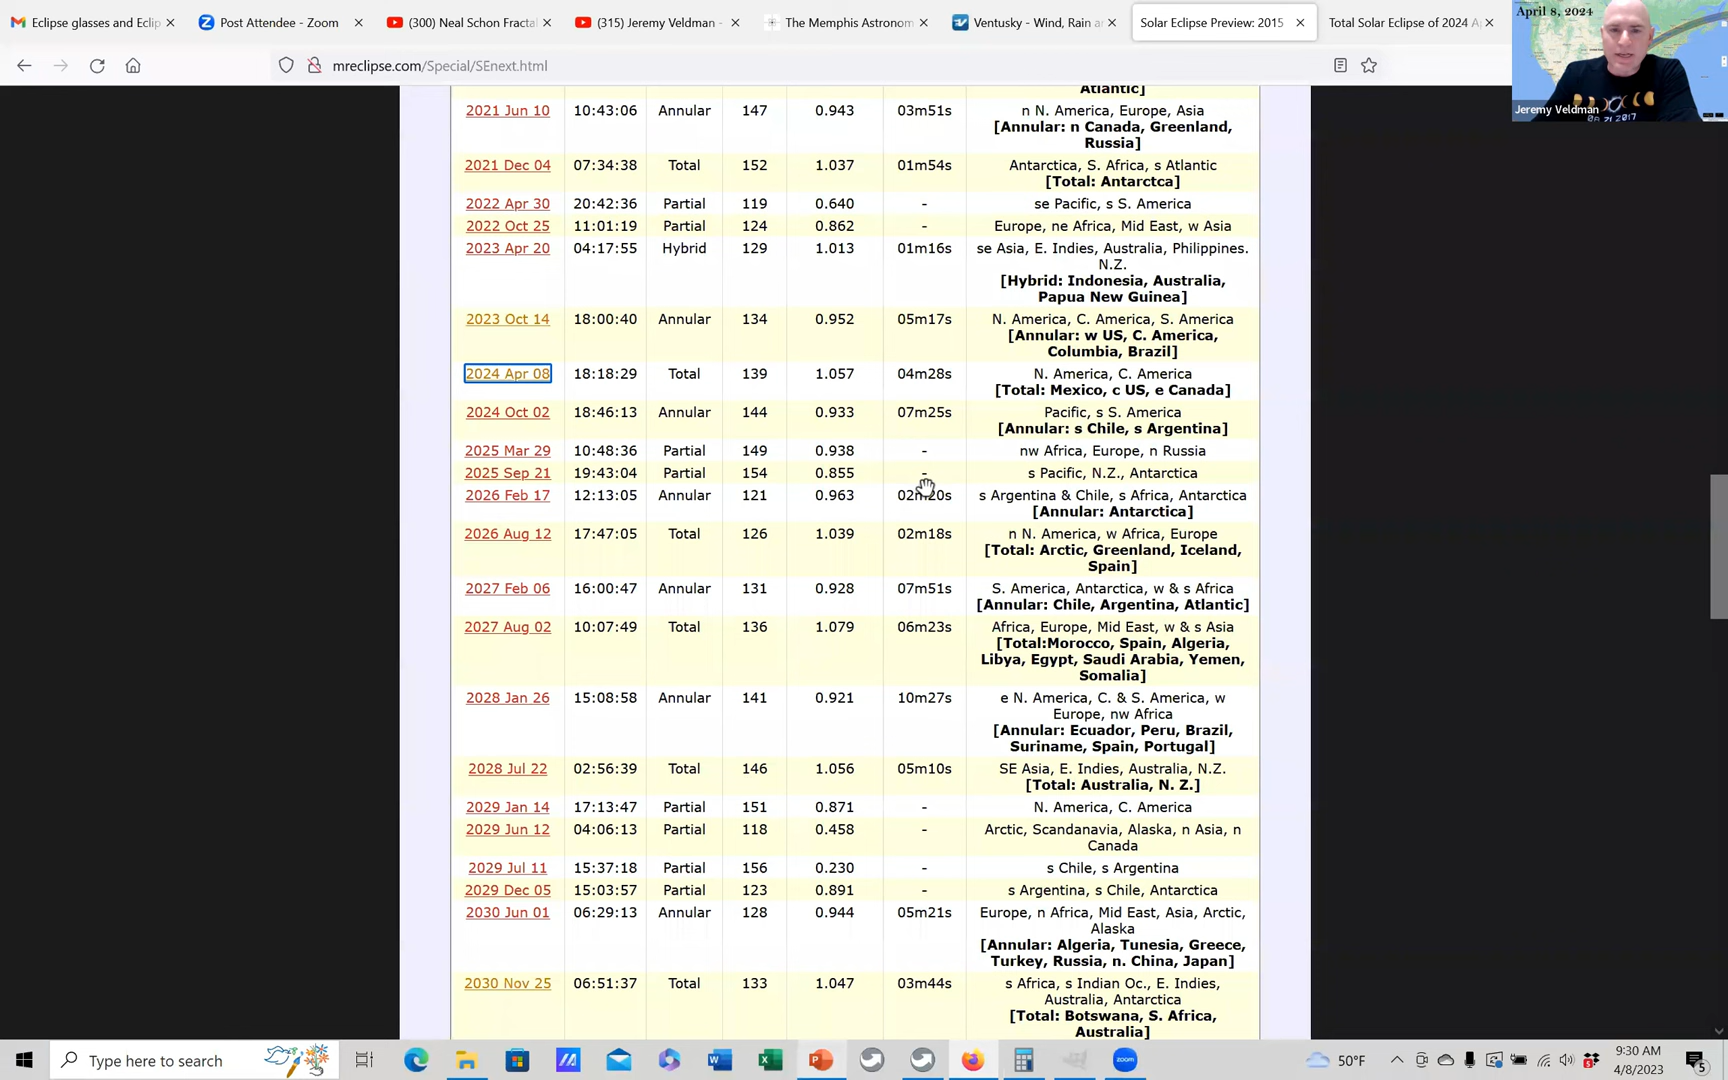 Eclipse glasses and Eclip
Post Attendee - Zoom
(300) Neal Schon Fractal
(315) Jeremy Veldman -
The Memphis Astronom
Ventusky - Wind, Rain an
Solar Eclipse Preview: 2015
Total Solar Eclipse of 2024 A
April 8, 2024
mreclipse.com/Special/SEnext.html
Jeremy Veldman
Atlantic]
2021 Jun 10 10:43:06 Annular 147 0.943 03m51s n N. America, Europe, Asia
[Annular: n Canada, Greenland,
Russia]
2021 Dec 04 07:34:38 Total 152 1.037 01m54s Antarctica, S. Africa, s Atlantic
[Total: Antarctca]
2022 Apr 30 20:42:36 Partial 119 0.640 - se Pacific, s S. America
2022 Oct 25 11:01:19 Partial 124 0.862 - Europe, ne Africa, Mid East, w Asia
2023 Apr 20 04:17:55 Hybrid 129 1.013 01m16s se Asia, E. Indies, Australia, Philippines.
N.Z.
[Hybrid: Indonesia, Australia,
Papua New Guinea]
2023 Oct 14 18:00:40 Annular 134 0.952 05m17s N. America, C. America, S. America
[Annular: w US, C. America,
Columbia, Brazil]
2024 Apr 08 18:18:29 Total 139 1.057 04m28s N. America, C. America
[Total: Mexico, c US, e Canada]
2024 Oct 02 18:46:13 Annular 144 0.933 07m25s Pacific, s S. America
[Annular: s Chile, s Argentina]
2025 Mar 29 10:48:36 Partial 149 0.938 - nw Africa, Europe, n Russia
2025 Sep 21 19:43:04 Partial 154 0.855 - s Pacific, N.Z., Antarctica
2026 Feb 17 12:13:05 Annular 121 0.963 02m20s s Argentina & Chile, s Africa, Antarctica
[Annular: Antarctica]
2026 Aug 12 17:47:05 Total 126 1.039 02m18s n N. America, w Africa, Europe
[Total: Arctic, Greenland, Iceland,
Spain]
2027 Feb 06 16:00:47 Annular 131 0.928 07m51s S. America, Antarctica, w & s Africa
[Annular: Chile, Argentina, Atlantic]
2027 Aug 02 10:07:49 Total 136 1.079 06m23s Africa, Europe, Mid East, w & s Asia
[Total:Morocco, Spain, Algeria,
Libya, Egypt, Saudi Arabia, Yemen,
Somalia]
2028 Jan 26 15:08:58 Annular 141 0.921 10m27s e N. America, C. & S. America, w
Europe, nw Africa
[Annular: Ecuador, Peru, Brazil,
Suriname, Spain, Portugal]
2028 Jul 22 02:56:39 Total 146 1.056 05m10s SE Asia, E. Indies, Australia, N.Z.
[Total: Australia, N. Z.]
2029 Jan 14 17:13:47 Partial 151 0.871 - N. America, C. America
2029 Jun 12 04:06:13 Partial 118 0.458 - Arctic, Scandanavia, Alaska, n Asia, n
Canada
2029 Jul 11 15:37:18 Partial 156 0.230 - s Chile, s Argentina
2029 Dec 05 15:03:57 Partial 123 0.891 - s Argentina, s Chile, Antarctica
2030 Jun 01 06:29:13 Annular 128 0.944 05m21s Europe, n Africa, Mid East, Asia, Arctic,
Alaska
[Annular: Algeria, Tunesia, Greece,
Turkey, Russia, n. China, Japan]
2030 Nov 25 06:51:37 Total 133 1.047 03m44s s Africa, s Indian Oc., E. Indies,
Australia, Antarctica
[Total: Botswana, S. Africa,
Australia]
Type here to search
zoom
50°F
9:30 AM
4/8/2023
5